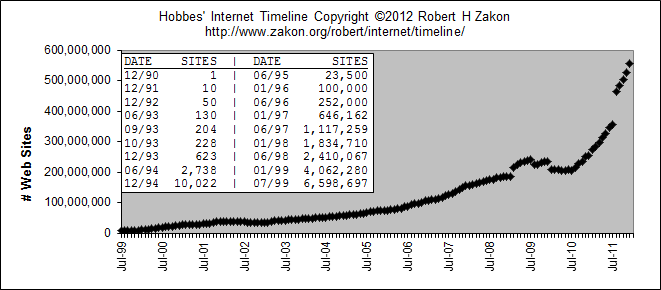 Hobbes' Internet Timeline Copyright ©2012 Robert H Zakon
http://www.zakon.org/robert/internet/timeline/
# Web Sites
600,000,000
500,000,000
400,000,000
300,000,000
200,000,000
100,000,000
0
DATE SITES | DATE SITES
12/90 1 | 06/95 23,500
12/91 10 | 01/96 100,000
12/92 50 | 06/96 252,000
06/93 130 | 01/97 646,162
09/93 204 | 06/97 1,117,259
10/93 228 | 01/98 1,834,710
12/93 623 | 06/98 2,410,067
06/94 2,738 | 01/99 4,062,280
12/94 10,022 | 07/99 6,598,697
Jul-99
Jul-00
Jul-01
Jul-02
Jul-03
Jul-04
Jul-05
Jul-06
Jul-07
Jul-08
Jul-09
Jul-10
Jul-11